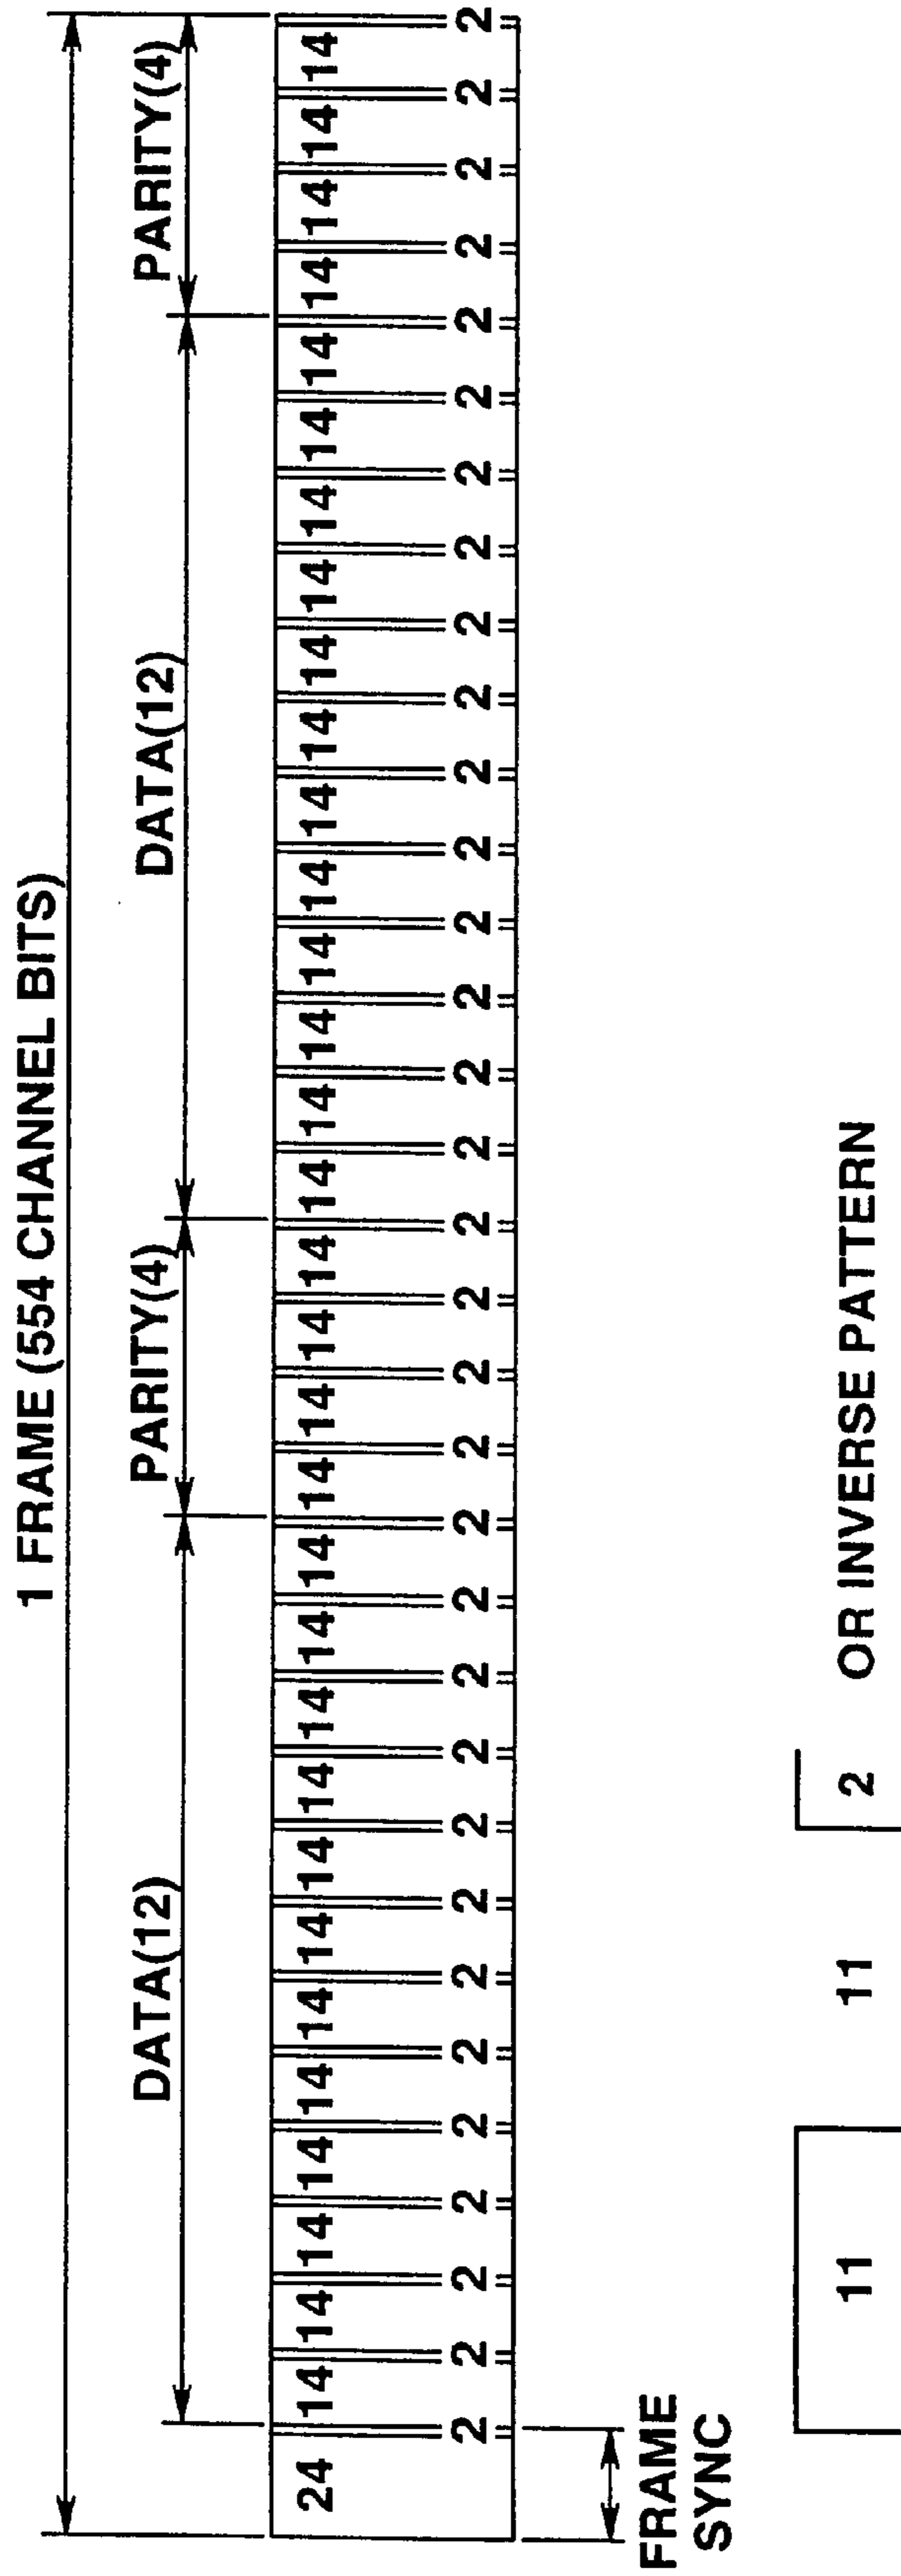 1 FRAME (554 CHANNEL BITS)
DATA(12) PARITY(4) DATA(12) PARITY(4)
24 14 14 14 14 14 14 14 14 14 14 14 14 14 14 14 14 14 14 14 14 14 14 14 14 14 14 14 14 14 14 14 14
2 2 2 2 2 2 2 2 2 2 2 2 2 2 2 2 2 2 2 2 2 2 2 2 2 2 2 2 2 2 2 2 2
FRAME
SYNC
11 11 2 OR INVERSE PATTERN